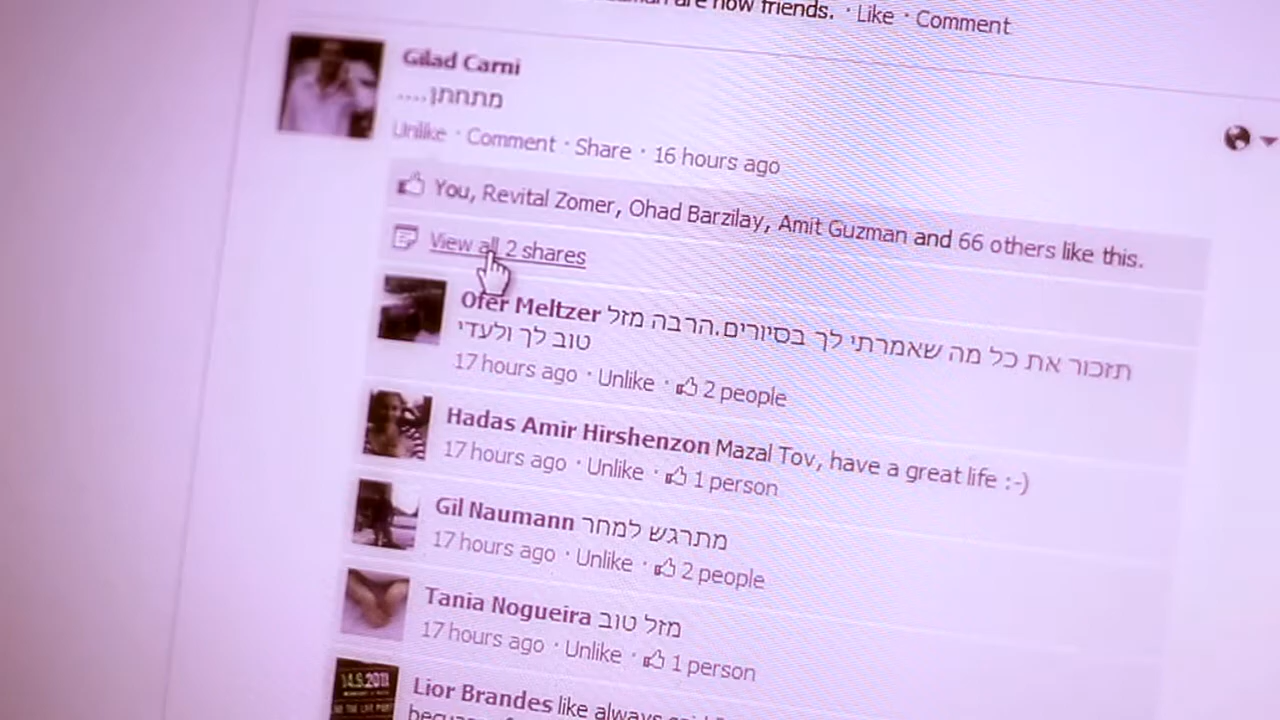 are now friends. · Like · Comment
Gilad Carni
מתחתן....
Unlike · Comment · Share · 16 hours ago
You, Revital Zomer, Ohad Barzilay, Amit Guzman and 66 others like this.
View all 2 shares
Ofer Meltzer תזכור את כל מה שאמרתי לך בסיורים.הרבה מזל
טוב לך ולעדי
17 hours ago · Unlike · 2 people
Hadas Amir Hirshenzon Mazal Tov, have a great life :-)
17 hours ago · Unlike · 1 person
Gil Naumann מתרגש למחר
17 hours ago · Unlike · 2 people
Tania Nogueira מזל טוב
17 hours ago · Unlike · 1 person
14.9.2011
Lior Brandes like always